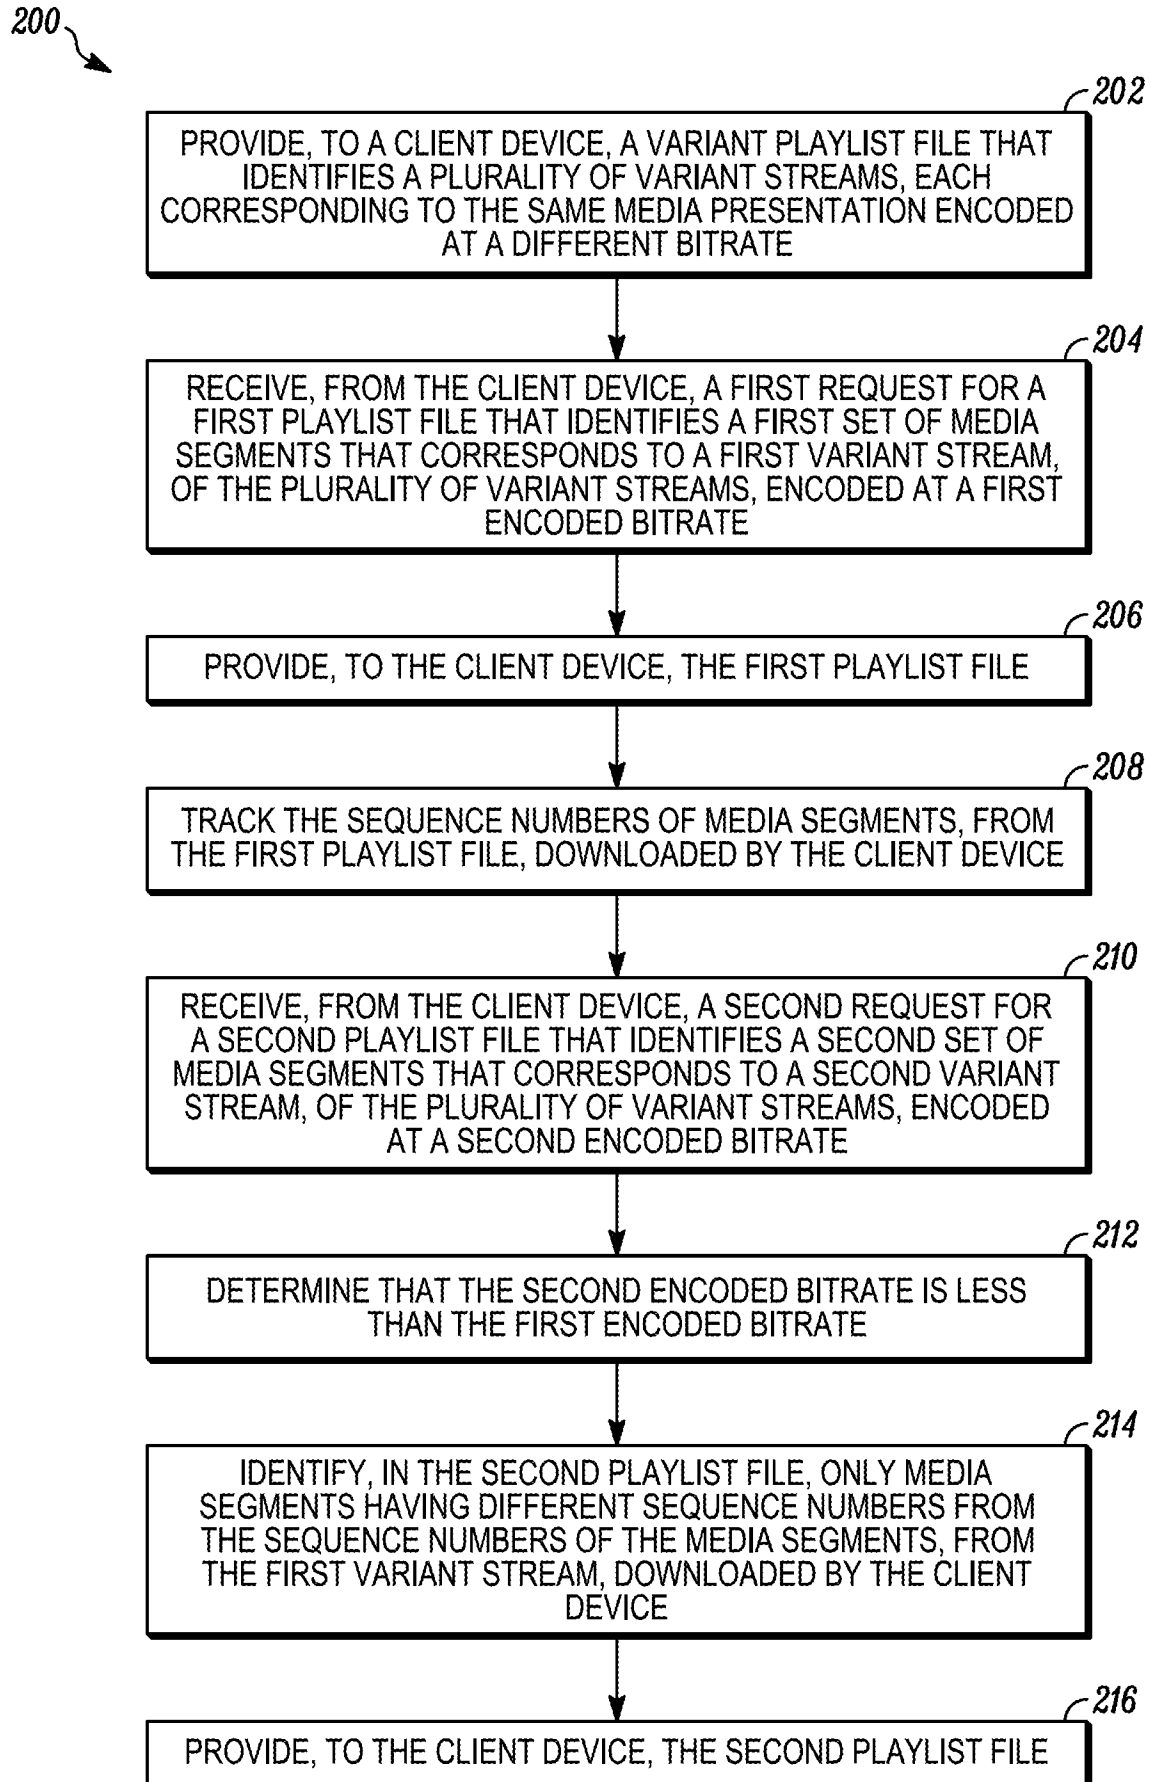 200
202
PROVIDE, TO A CLIENT DEVICE, A VARIANT PLAYLIST FILE THAT
IDENTIFIES A PLURALITY OF VARIANT STREAMS, EACH
CORRESPONDING TO THE SAME MEDIA PRESENTATION ENCODED
AT A DIFFERENT BITRATE
204
RECEIVE, FROM THE CLIENT DEVICE, A FIRST REQUEST FOR A
FIRST PLAYLIST FILE THAT IDENTIFIES A FIRST SET OF MEDIA
SEGMENTS THAT CORRESPONDS TO A FIRST VARIANT STREAM,
OF THE PLURALITY OF VARIANT STREAMS, ENCODED AT A FIRST
ENCODED BITRATE
206
PROVIDE, TO THE CLIENT DEVICE, THE FIRST PLAYLIST FILE
208
TRACK THE SEQUENCE NUMBERS OF MEDIA SEGMENTS, FROM
THE FIRST PLAYLIST FILE, DOWNLOADED BY THE CLIENT DEVICE
210
RECEIVE, FROM THE CLIENT DEVICE, A SECOND REQUEST FOR
A SECOND PLAYLIST FILE THAT IDENTIFIES A SECOND SET OF
MEDIA SEGMENTS THAT CORRESPONDS TO A SECOND VARIANT
STREAM, OF THE PLURALITY OF VARIANT STREAMS, ENCODED
AT A SECOND ENCODED BITRATE
212
DETERMINE THAT THE SECOND ENCODED BITRATE IS LESS
THAN THE FIRST ENCODED BITRATE
214
IDENTIFY, IN THE SECOND PLAYLIST FILE, ONLY MEDIA
SEGMENTS HAVING DIFFERENT SEQUENCE NUMBERS FROM
THE SEQUENCE NUMBERS OF THE MEDIA SEGMENTS, FROM
THE FIRST VARIANT STREAM, DOWNLOADED BY THE CLIENT
DEVICE
216
PROVIDE, TO THE CLIENT DEVICE, THE SECOND PLAYLIST FILE